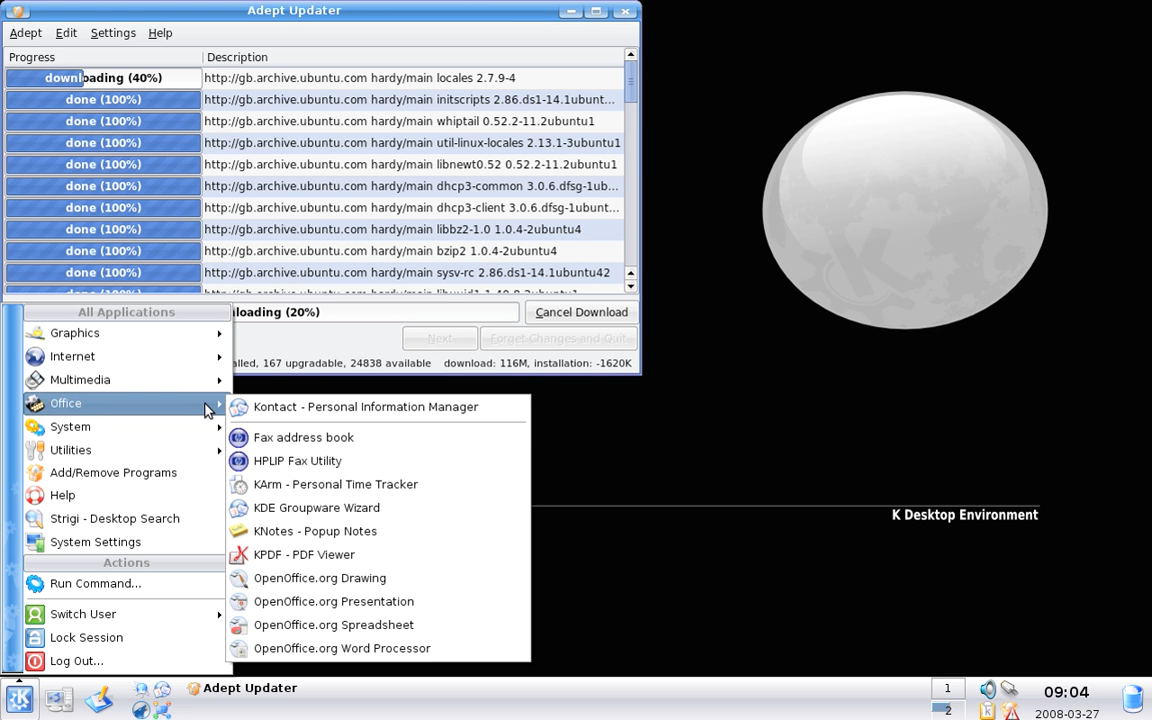 Adept Updater
Adept Edit Settings Help
Progress Description
downloading (40%) http://gb.archive.ubuntu.com hardy/main locales 2.7.9-4
done (100%) http://gb.archive.ubuntu.com hardy/main initscripts 2.86.ds1-14.1ubunt...
done (100%) http://gb.archive.ubuntu.com hardy/main whiptail 0.52.2-11.2ubuntu1
done (100%) http://gb.archive.ubuntu.com hardy/main util-linux-locales 2.13.1-3ubuntu1
done (100%) http://gb.archive.ubuntu.com hardy/main libnewt0.52 0.52.2-11.2ubuntu1
done (100%) http://gb.archive.ubuntu.com hardy/main dhcp3-common 3.0.6.dfsg-1ub...
done (100%) http://gb.archive.ubuntu.com hardy/main dhcp3-client 3.0.6.dfsg-1ubunt...
done (100%) http://gb.archive.ubuntu.com hardy/main libbz2-1.0 1.0.4-2ubuntu4
done (100%) http://gb.archive.ubuntu.com hardy/main bzip2 1.0.4-2ubuntu4
done (100%) http://gb.archive.ubuntu.com hardy/main sysv-rc 2.86.ds1-14.1ubuntu42
loading (20%) Cancel Download
Next Forget Changes and Quit
alled, 167 upgradable, 24838 available download: 116M, installation: -1620K
All Applications
Graphics
Internet
Multimedia
Office
System
Utilities
Add/Remove Programs
Help
Strigi - Desktop Search
System Settings
Actions
Run Command...
Switch User
Lock Session
Log Out...
Kontact - Personal Information Manager
Fax address book
HPLIP Fax Utility
KArm - Personal Time Tracker
KDE Groupware Wizard
KNotes - Popup Notes
KPDF - PDF Viewer
OpenOffice.org Drawing
OpenOffice.org Presentation
OpenOffice.org Spreadsheet
OpenOffice.org Word Processor
K Desktop Environment
Adept Updater
1
2
09:04
2008-03-27